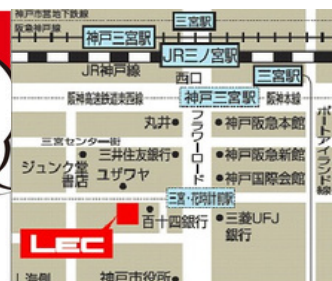 神戸市営地下鉄線
三宮駅
阪急神戸線
神戸三宮駅
JR三ノ宮駅
JR神戸線
西口
三宮駅
神戸三宮駅
阪神高速鉄道東西線
阪神本線
丸井
フラワーロード
神戸阪急本館
ポートアイランド線
三宮センター街
三井住友銀行
神戸阪急新館
ジュンク堂
書店
ユザワヤ
神戸国際会館
三宮・花時計前駅
百十四銀行
三菱UFJ
銀行
LEC
神戸市役所